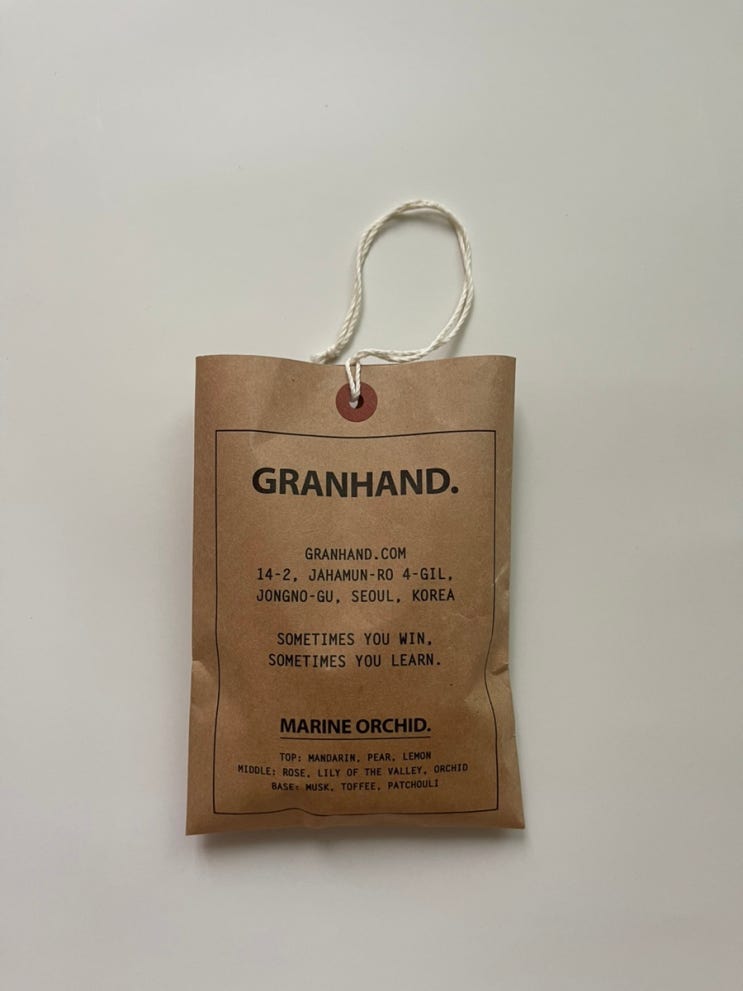 GRANHAND.
GRANHAND.COM
14-2, JAHAMUN-RO 4-GIL,
JONGNO-GU, SEOUL, KOREA
SOMETIMES YOU WIN,
SOMETIMES YOU LEARN.
MARINE ORCHID.
TOP: MANDARIN, PEAR, LEMON
MIDDLE: ROSE, LILY OF THE VALLEY, ORCHID
BASE: MUSK, TOFFEE, PATCHOULI